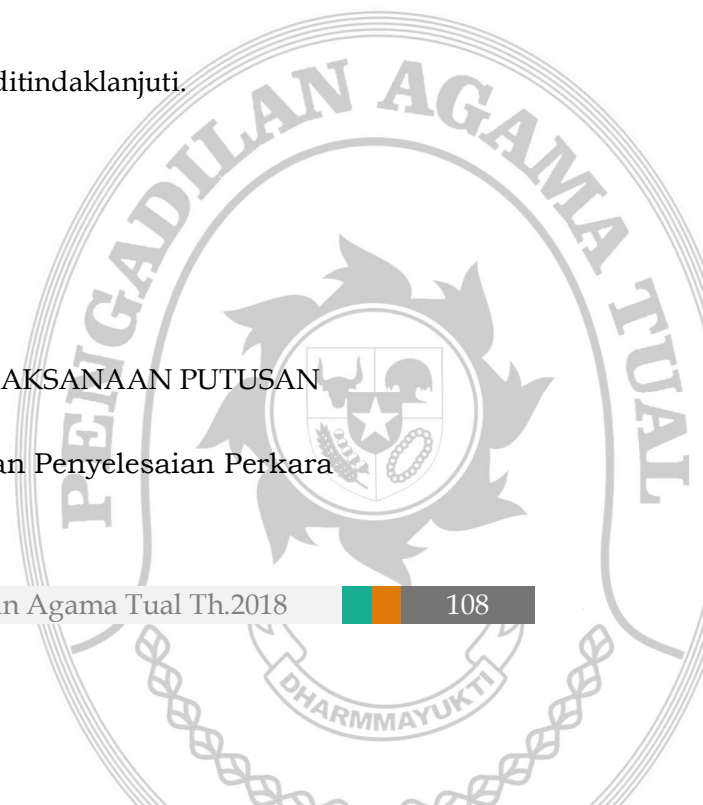 ditindaklanjuti.
PENGADILAN AGAMA TUAL
AKSANAAN PUTUSAN
an Penyelesaian Perkara
n Agama Tual Th.2018 108
DHARMMAYUKTI